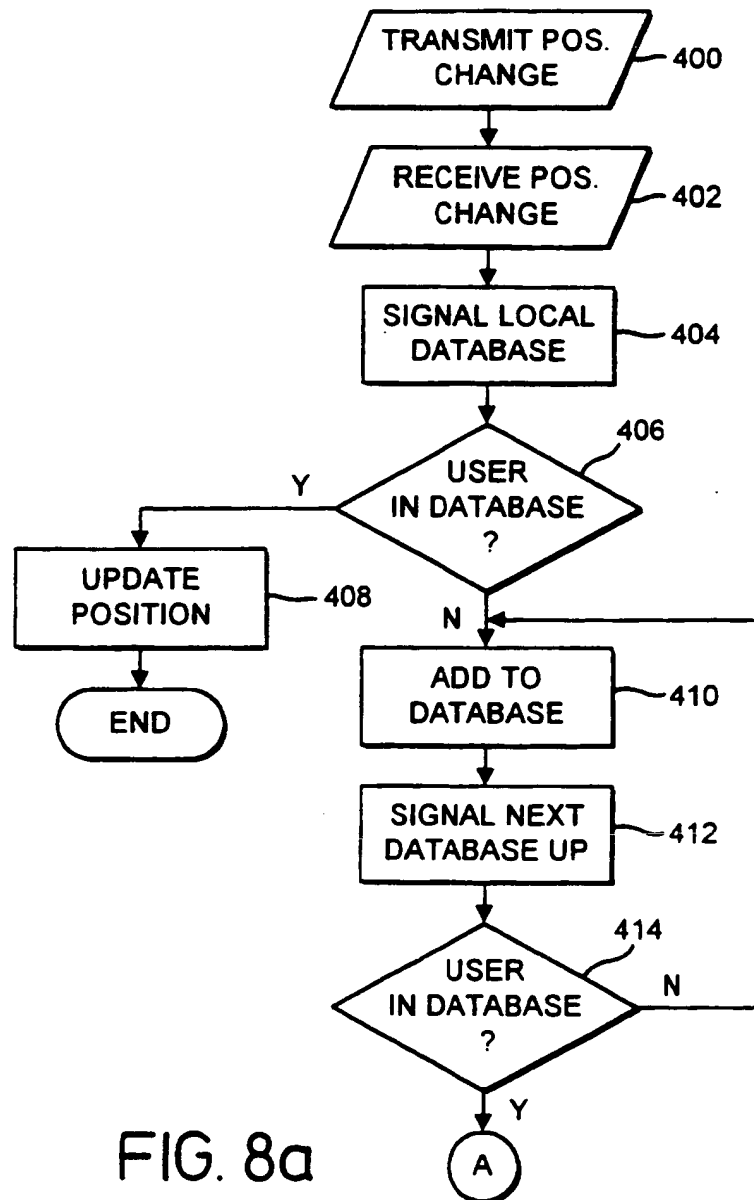 TRANSMIT POS.
CHANGE
400
RECEIVE POS.
CHANGE
402
SIGNAL LOCAL
DATABASE
404
406
USER
IN DATABASE
?
Y
UPDATE
POSITION
408
END
N
ADD TO
DATABASE
410
SIGNAL NEXT
DATABASE UP
412
414
USER
IN DATABASE
?
N
Y
A
FIG. 8a